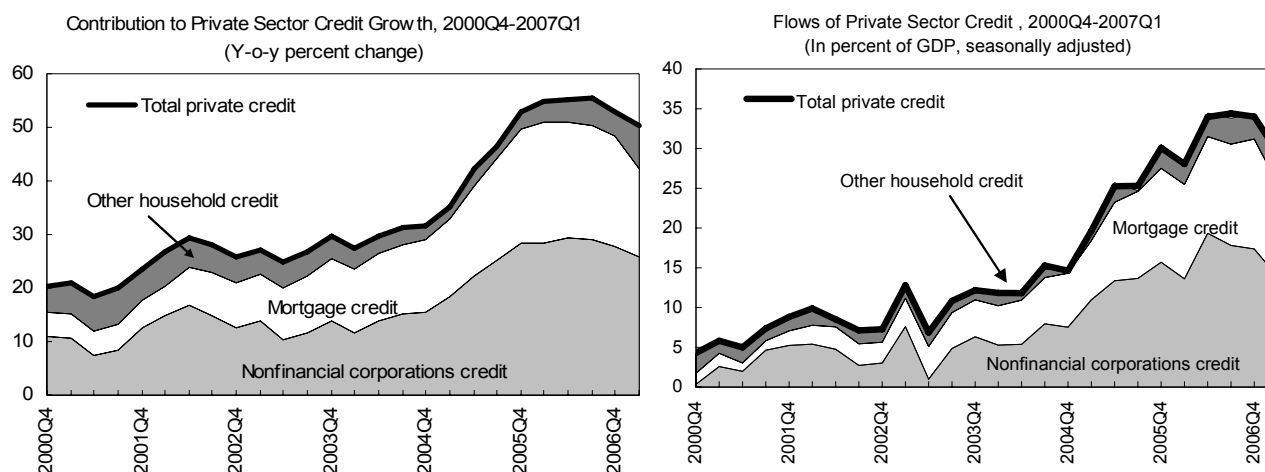 Contribution to Private Sector Credit Growth, 2000Q4-2007Q1
(Y-o-y percent change)
60
50
40
30
20
10
0
Total private credit
Other household credit
Mortgage credit
Nonfinancial corporations credit
2000Q4
2001Q4
2002Q4
2003Q4
2004Q4
2005Q4
2006Q4
Flows of Private Sector Credit , 2000Q4-2007Q1
(In percent of GDP, seasonally adjusted)
40
35
30
25
20
15
10
5
0
Total private credit
Other household credit
Mortgage credit
Nonfinancial corporations credit
2000Q4
2001Q4
2002Q4
2003Q4
2004Q4
2005Q4
2006Q4